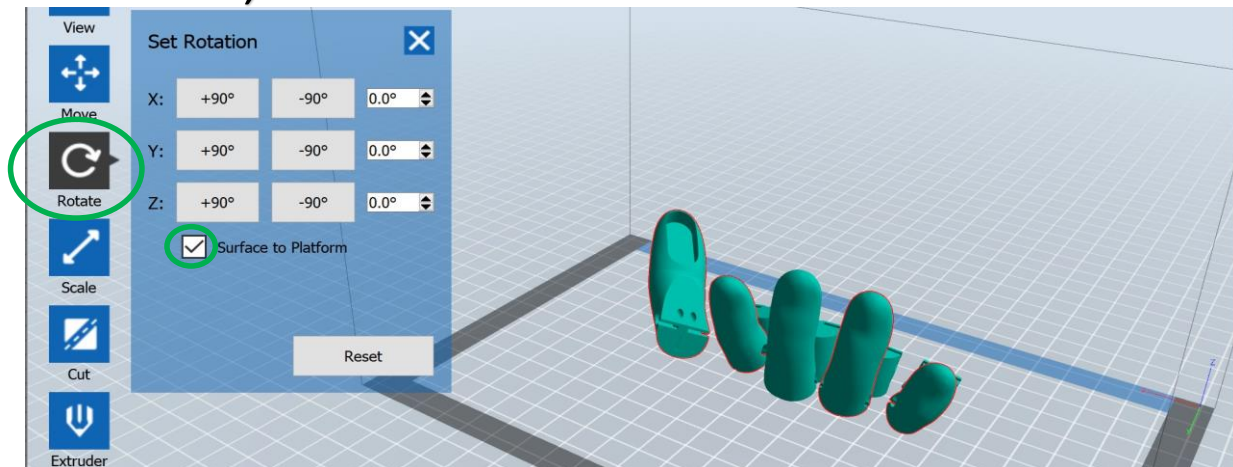 View
Set Rotation
X: +90° -90° 0.0°
Move
Y: +90° -90° 0.0°
Rotate
Z: +90° -90° 0.0°
Surface to Platform
Scale
Reset
Cut
Extruder